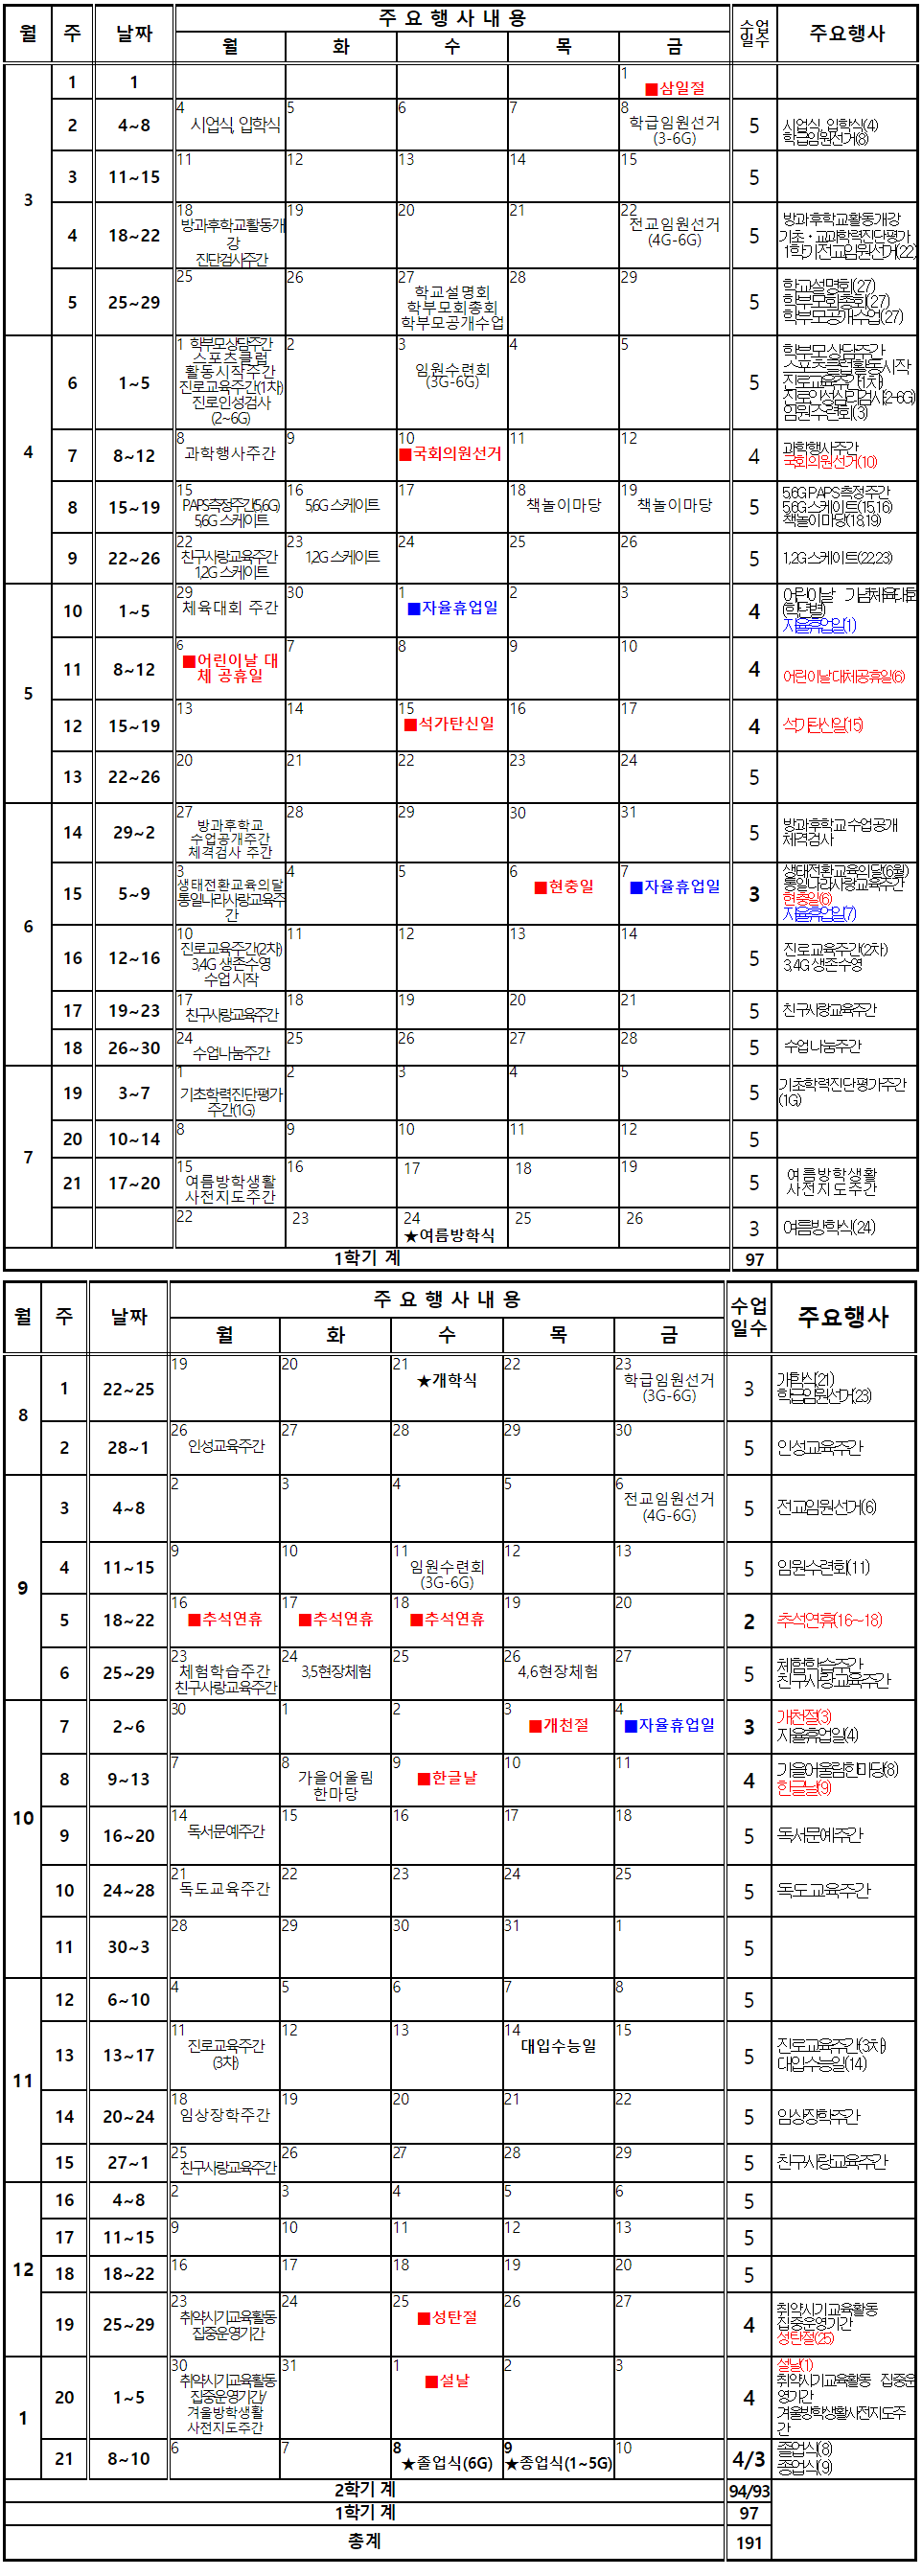 월 주 날짜 주 요 행 사 내 용 수업일수 주요행사
월 화 수 목 금
3
1 1 1
■삼일절
2 4~8 4 시업식, 입학식 5 6 7 8 학급임원선거
(3-6G)
5 시업식, 입학식(4)
학급임원선거(8)
3 11~15 11 12 13 14 15 5
4 18~22 18 방과후학교활동개
강
진단검사주간
19 20 21 22 전교임원선거
(4G-6G)
5 방과후학교활동개강
기초·교과학력진단평가
1학기 전교임원선거(22)
5 25~29 25 26 27 학교설명회
학부모회총회
학부모공개수업
28 29 5 학교설명회(27)
학부모회총회(27)
학부모공개수업(27)
4
6 1~5 1 학부모상담주간
스포츠클럽
활동시작주간
진로교육주간(1차)
진로인성검사
(2~6G)
2 3 임원수련회
(3G-6G)
4 5 5 학부모상담주간
스포츠클럽활동시작
진로교육주간(1차)
진로인성심리검사(2-6G)
임원수련회(3)
7 8~12 8 과학행사주간 9 10
■국회의원선거
11 12 4 과학행사주간
국회의원선거(10)
8 15~19 15 PAPS측정주간(5,6G)
5,6G 스케이트
16 5,6G 스케이트 17 18 책놀이마당 19 책놀이마당 5 5,6G PAPS측정주간
5,6G 스케이트(15,16)
책놀이마당(18,19)
9 22~26 22 친구사랑교육주간
1,2G 스케이트
23 1,2G 스케이트 24 25 26 5 1,2G 스케이트(22,23)
5
10 1~5 29 체육대회 주간 30 1
■자율휴업일
2 3 4 어린이날 기념체육대회
(학년별)
자율휴업일(1)
11 8~12 6
■어린이날 대
체 공휴일
7 8 9 10 4 어린이날대체공휴일(6)
12 15~19 13 14 15
■석가탄신일
16 17 4 석가탄신일(15)
13 22~26 20 21 22 23 24 5
6
14 29~2 27 방과후학교
수업공개주간
체격검사 주간
28 29 30 31 5 방과후학교 수업공개
체격검사
15 5~9 3 생태전환교육의달
통일나라사랑교육주
간
4 5 6
■현충일
7
■자율휴업일
3 생태전환교육의달(6월)
통일나라사랑교육주간
현충일(6)
자율휴업일(7)
16 12~16 10 진로교육주간(2차)
3,4G 생존수영
수업 시작
11 12 13 14 5 진로교육주간(2차)
3,4G 생존수영
17 19~23 17 친구사랑교육주간 18 19 20 21 5 친구사랑교육주간
18 26~30 24 수업나눔주간 25 26 27 28 5 수업 나눔주간
7
19 3~7 1
기초학력진단평가
주간(1G)
2 3 4 5 5 기초학력진단평가주간
(1G)
20 10~14 8 9 10 11 12 5
21 17~20 15 여름방학생활
사전지도주간
16 17 18 19 5 여름방학생활
사전지도주간
22 23 24
★여름방학식
25 26 3 여름방학식(24)
1학기 계 97
월 주 날짜 주 요 행 사 내 용 수업
일수 주요행사
월 화 수 목 금
8
1 22~25 19 20 21
★개학식
22 23 학급임원선거
(3G-6G)
3 개학식(21)
학급임원선거(23)
2 28~1 26 인성교육주간 27 28 29 30 5 인성교육주간
9
3 4~8 2 3 4 5 6 전교임원선거
(4G-6G)
5 전교임원선거(6)
4 11~15 9 10 11 임원수련회
(3G-6G)
12 13 5 임원수련회(11)
5 18~22 16
■추석연휴
17
■추석연휴
18
■추석연휴
19 20 2 추석연휴(16~18)
6 25~29 23 체험학습주간
친구사랑교육주간
24 3,5현장체험 25 26 4,6현장체험 27 5 체험학습주간
친구사랑교육주간
10
7 2~6 30 1 2 3
■개천절
4
■자율휴업일
3 개천절(3)
자율휴업일(4)
8 9~13 7 8 가을어울림
한마당
9
■한글날
10 11 4 가을어울림한마당(8)
한글날(9)
9 16~20 14 독서문예주간 15 16 17 18 5 독서문예주간
10 24~28 21 독도교육주간 22 23 24 25 5 독도교육주간
11 30~3 28 29 30 31 1 5
11
12 6~10 4 5 6 7 8 5
13 13~17 11 진로교육주간
(3차)
12 13 14
대입수능일
15 5 진로교육주간(3차)
대입수능일(14)
14 20~24 18 임상장학주간 19 20 21 22 5 임상장학주간
15 27~1 25 친구사랑교육주간 26 27 28 29 5 친구사랑교육주간
12
16 4~8 2 3 4 5 6 5
17 11~15 9 10 11 12 13 5
18 18~22 16 17 18 19 20 5
19 25~29 23 취약시기교육활동
집중운영기간
24 25
■성탄절
26 27 4 취약시기교육활동
집중운영기간
성탄절(25)
1
20 1~5 30 취약시기교육활동
집중운영기간/
겨울방학생활
사전지도주간
31 1
■설날
2 3 4 설날(1)
취약시기교육활동 집중운
영기간
겨울방학생활사전지도주
간
21 8~10 6 7 8
★졸업식(6G)
9
★종업식(1~5G)
10 4/3 졸업식(8)
종업식(9)
2학기 계 94/93
1학기 계 97
총계 191